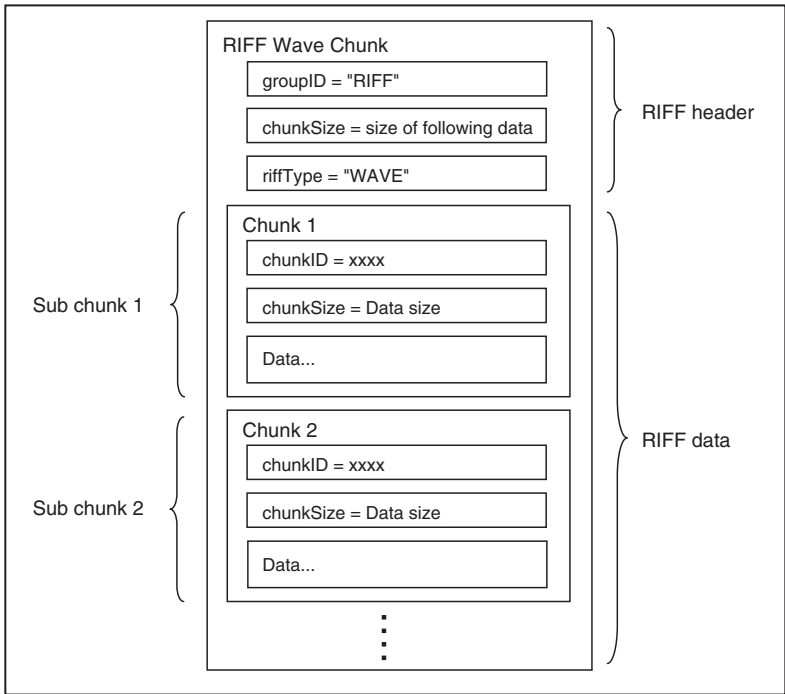 RIFF Wave Chunk
groupID = "RIFF"
chunkSize = size of following data
riffType = "WAVE"
RIFF header
Chunk 1
chunkID = xxxx
chunkSize = Data size
Data...
Sub chunk 1
Chunk 2
chunkID = xxxx
chunkSize = Data size
Data...
Sub chunk 2
RIFF data